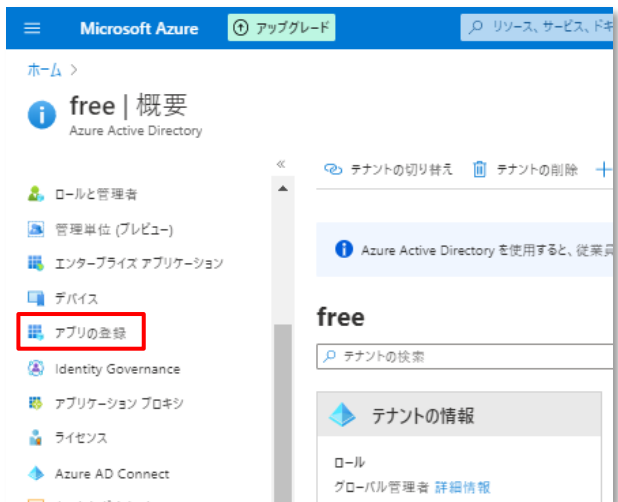 Microsoft Azure
アップグレード
リソース、サービス、ドキ
ホーム >
free | 概要
Azure Active Directory
«
テナントの切り替え
テナントの削除
ロールと管理者
管理単位 (プレビュー)
エンタープライズ アプリケーション
デバイス
アプリの登録
Identity Governance
アプリケーション プロキシ
ライセンス
Azure AD Connect
Azure Active Directory を使用すると、従業員
free
テナントの検索
テナントの情報
ロール
グローバル管理者 詳細情報